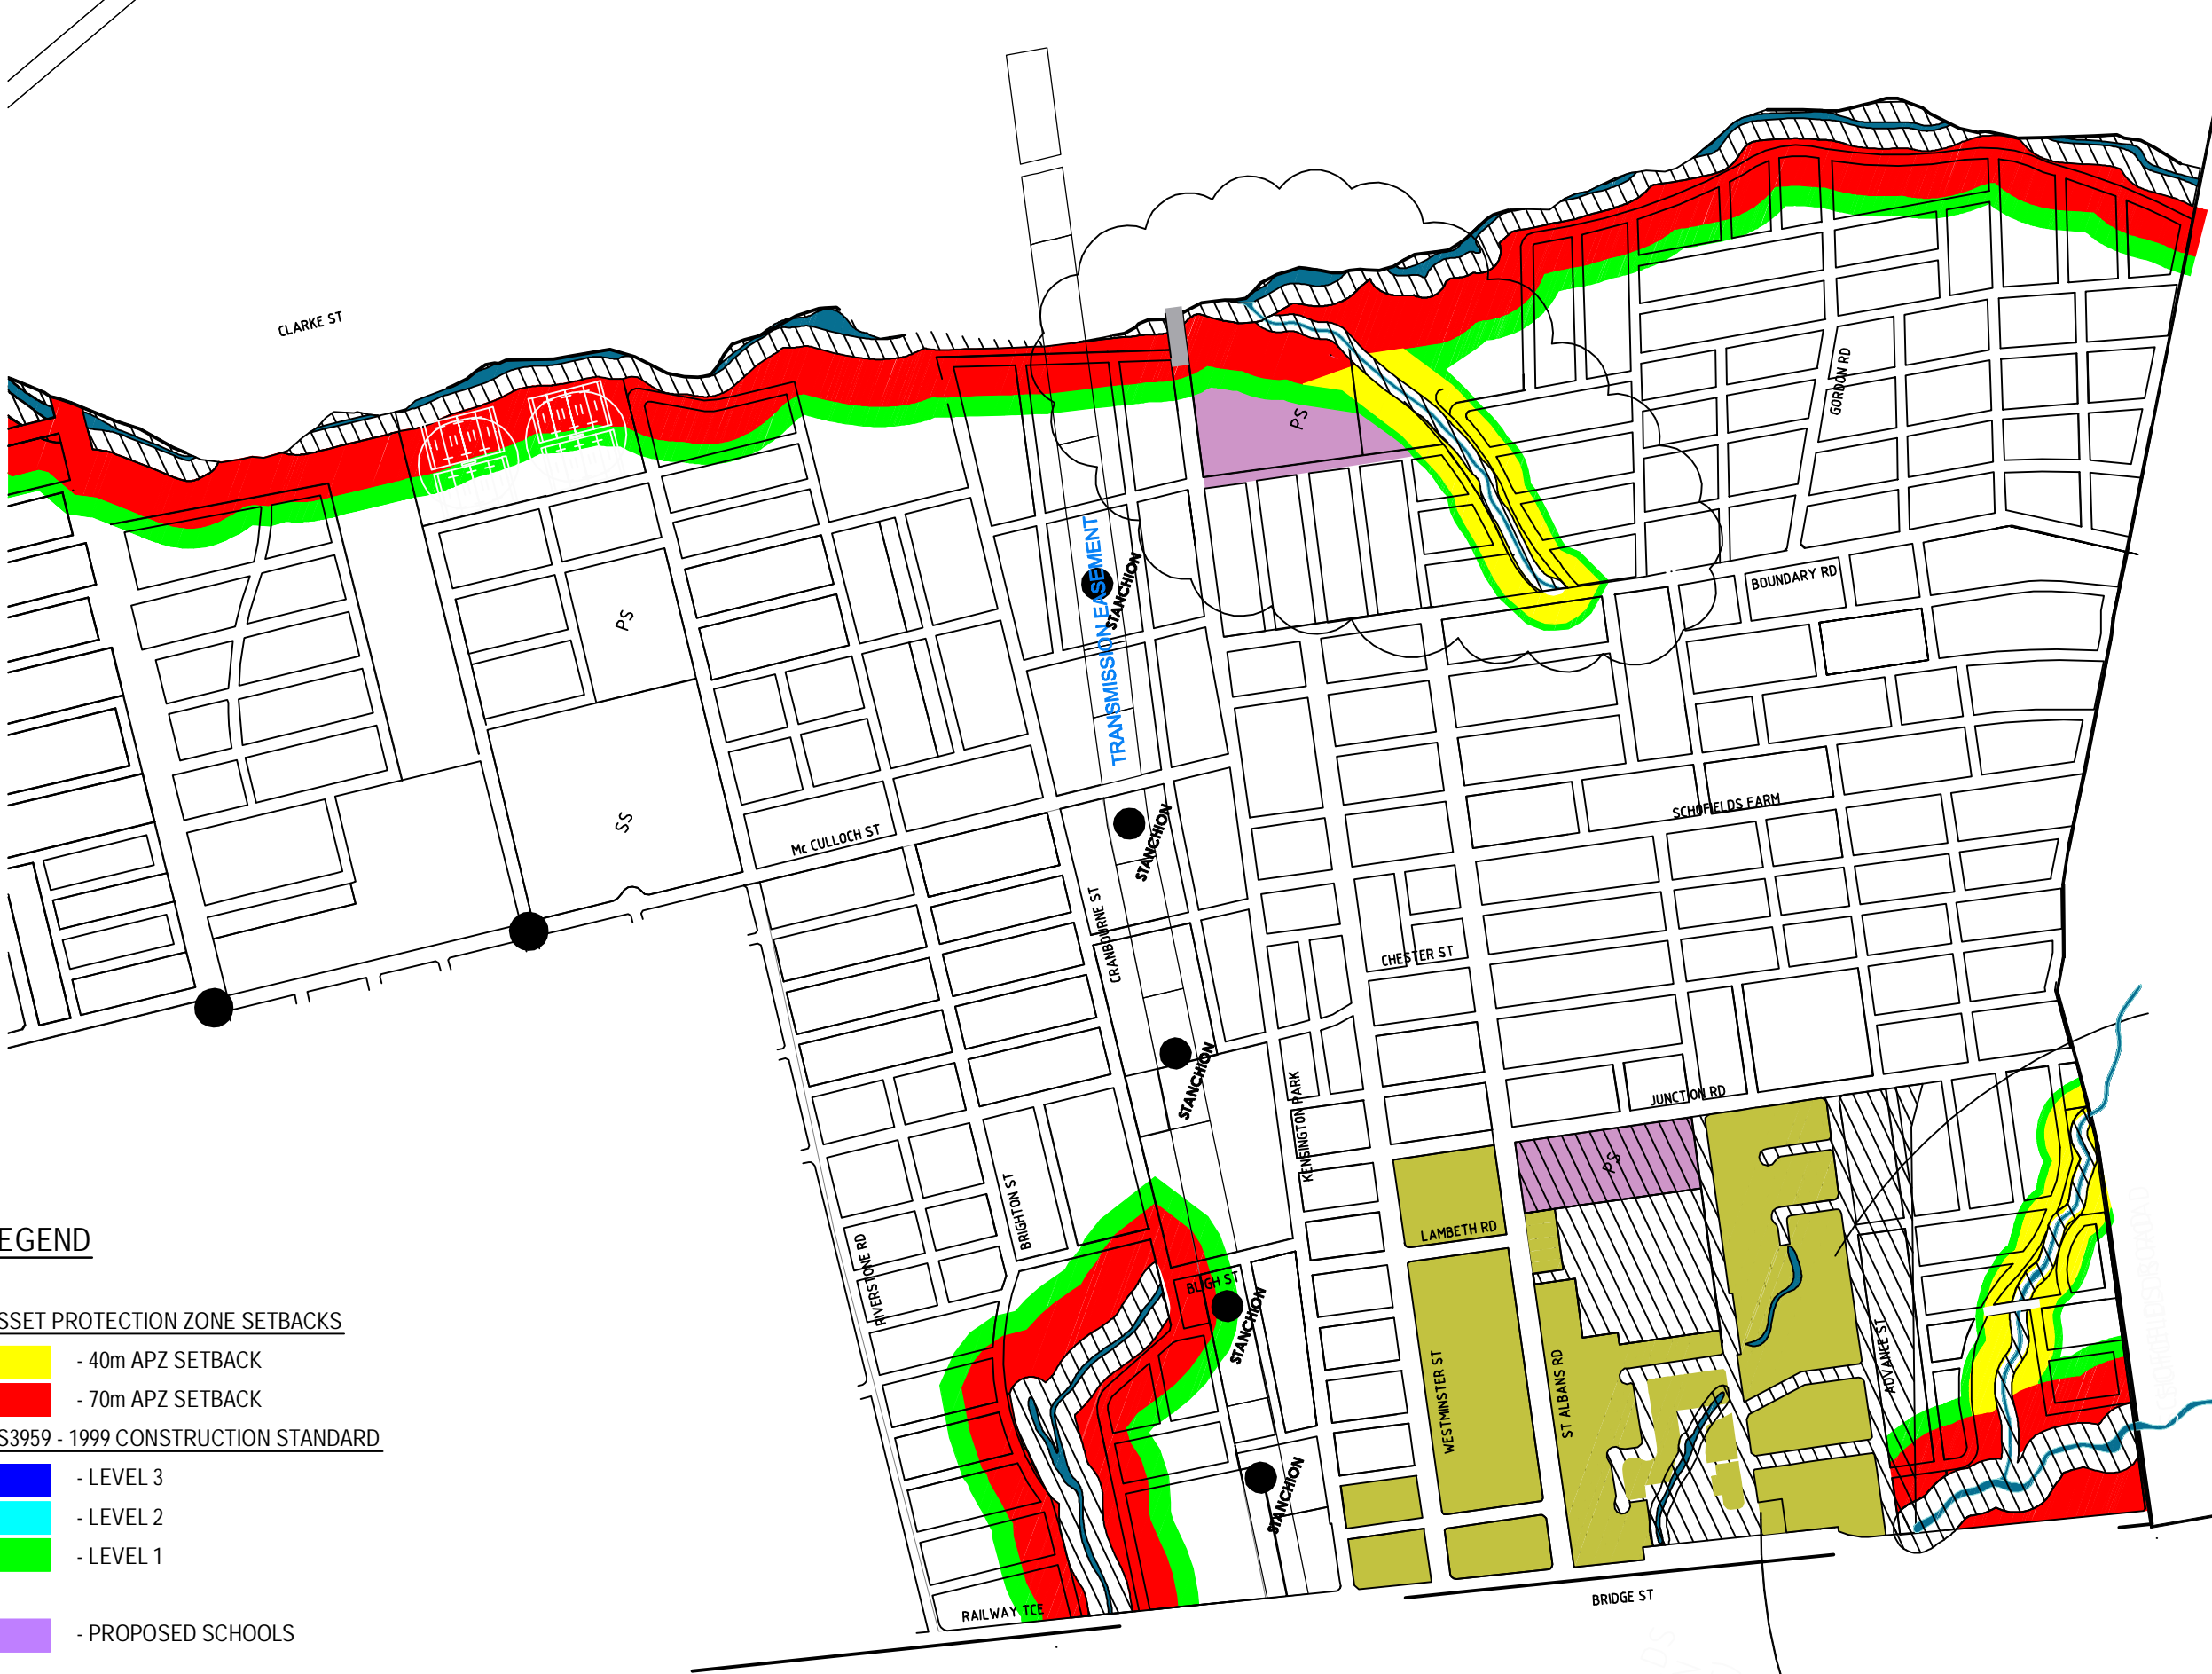 CLARKE ST
GORDON RD
PS
BOUNDARY RD
TRANSMISSION EASEMENT
STANCHION
PS
SCHOFIELDS FARM
SS
Mc CULLOCH ST
STANCHION
CRANBOURNE ST
CHESTER ST
STANCHION
KENSINGTON PARK
JUNCTION RD
PS
BRIGHTON ST
LAMBETH RD
RIVERSTONE RD
BLIGH ST
STANCHION
WESTMINSTER ST
ST ALBANS RD
ADVANCE ST
STANCHION
RAILWAY TCE
BRIDGE ST
EGEND
SSET PROTECTION ZONE SETBACKS
- 40m APZ SETBACK
- 70m APZ SETBACK
S3959 - 1999 CONSTRUCTION STANDARD
- LEVEL 3
- LEVEL 2
- LEVEL 1
- PROPOSED SCHOOLS